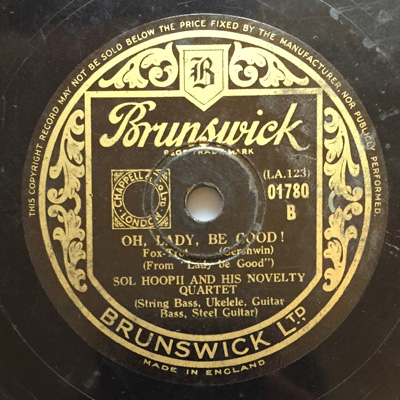 THIS COPYRIGHT RECORD MAY NOT BE SOLD BELOW THE PRICE FIXED BY THE MANUFACTURER, NOR PUBLICLY PERFORMED.
B
Brunswick
REGD TRADE MARK
CHAPPELL & Co LTD. LONDON
(LA.123)
01780
B
OH, LADY, BE GOOD!
Fox-Trot (Gershwin)
(From "Lady be Good")
SOL HOOPII AND HIS NOVELTY
QUARTET
(String Bass, Ukelele, Guitar
Bass, Steel Guitar)
BRUNSWICK LTD.
MADE IN ENGLAND